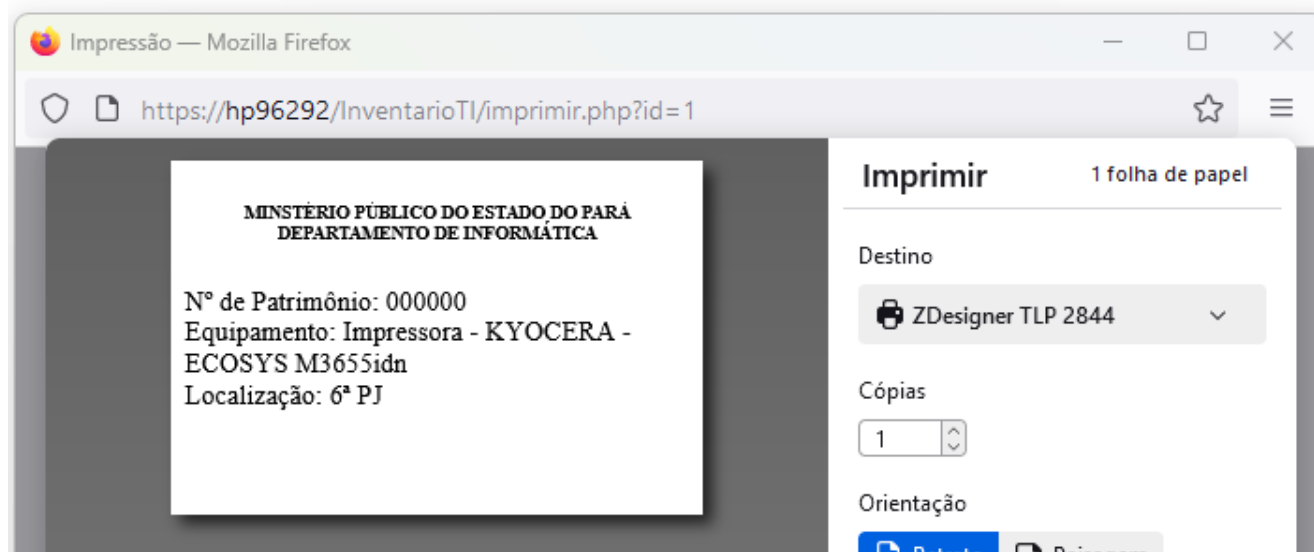 Impressão — Mozilla Firefox
https://hp96292/InventarioTI/imprimir.php?id=1
MINSTÉRIO PÚBLICO DO ESTADO DO PARÁ
DEPARTAMENTO DE INFORMÁTICA
Nº de Patrimônio: 000000
Equipamento: Impressora - KYOCERA -
ECOSYS M3655idn
Localização: 6ª PJ
Imprimir
1 folha de papel
Destino
ZDesigner TLP 2844
Cópias
1
Orientação